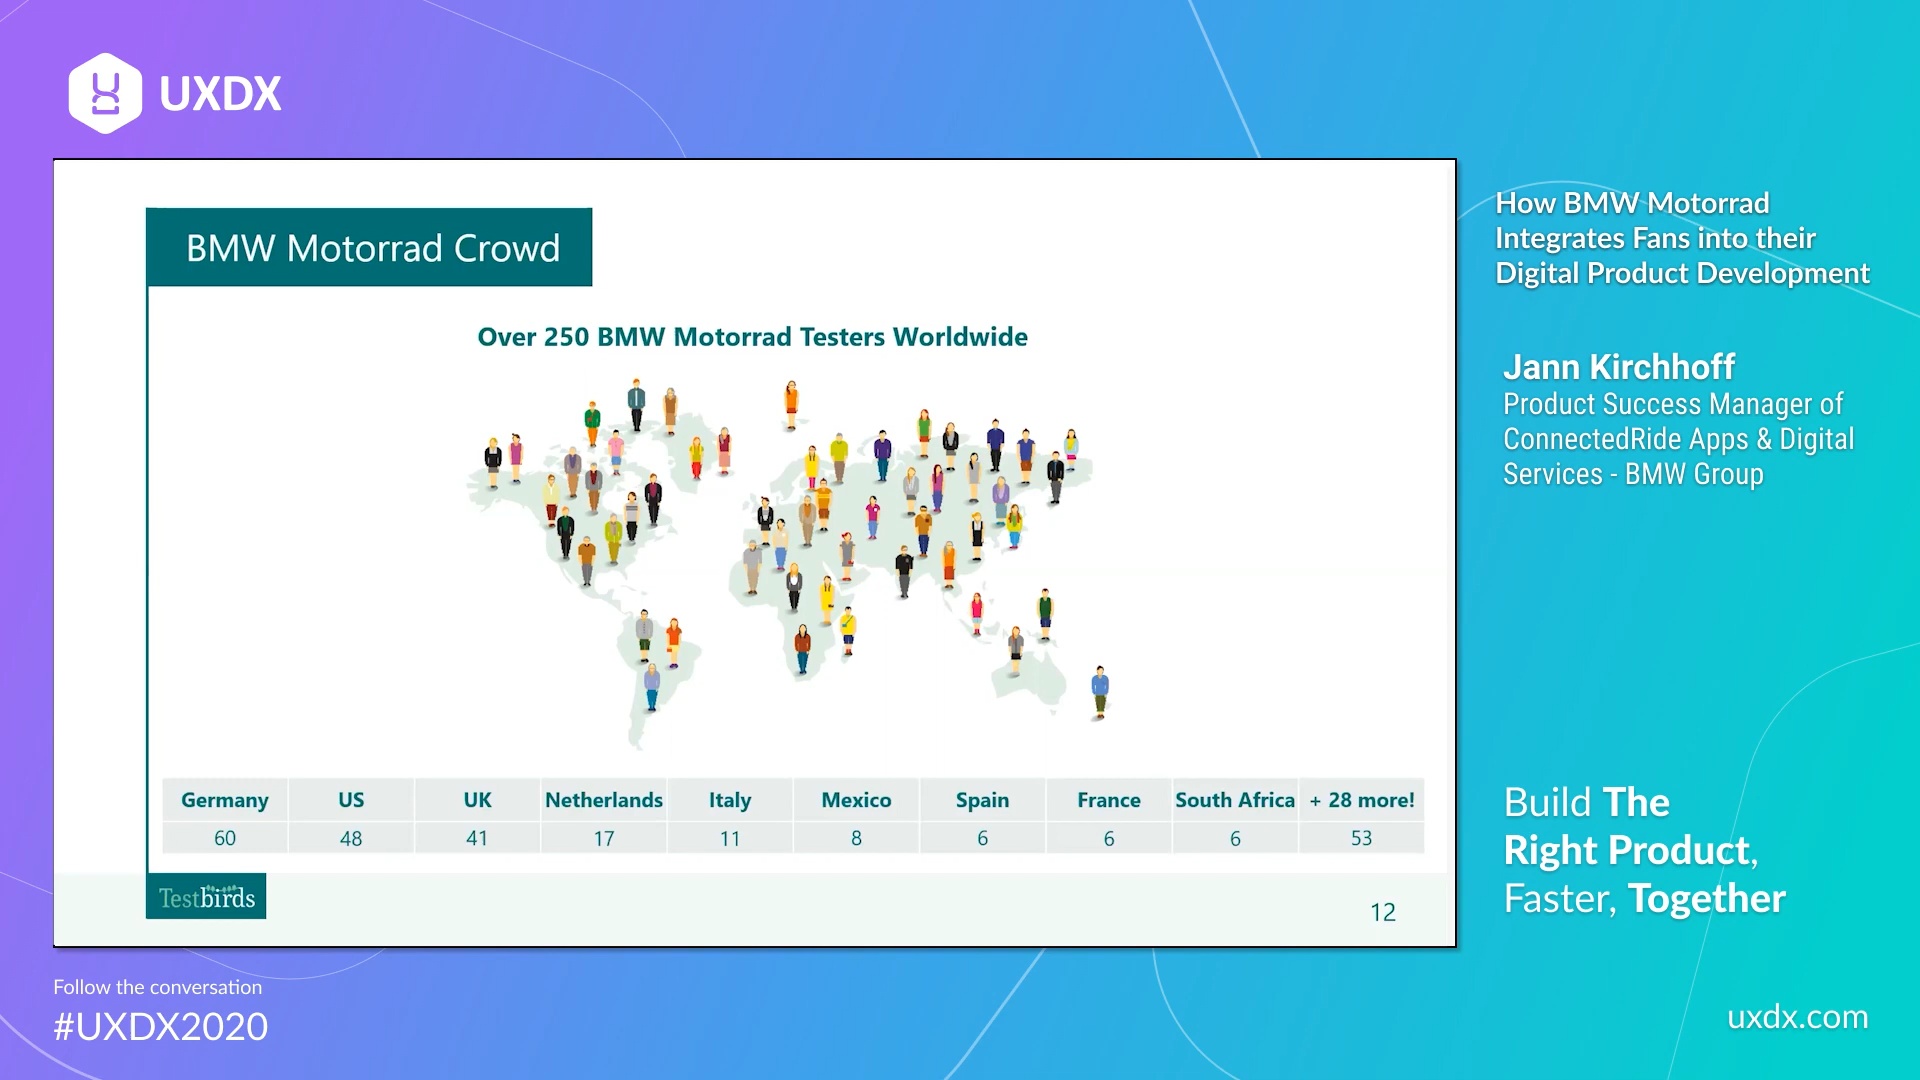 UXDX
BMW Motorrad Crowd
Over 250 BMW Motorrad Testers Worldwide
Germany US UK Netherlands Italy Mexico Spain France South Africa + 28 more!
60 48 41 17 11 8 6 6 6 53
Testbirds
12
How BMW Motorrad
Integrates Fans into their
Digital Product Development
Jann Kirchhoff
Product Success Manager of
ConnectedRide Apps & Digital
Services - BMW Group
Build The
Right Product,
Faster, Together
Follow the conversation
#UXDX2020
uxdx.com